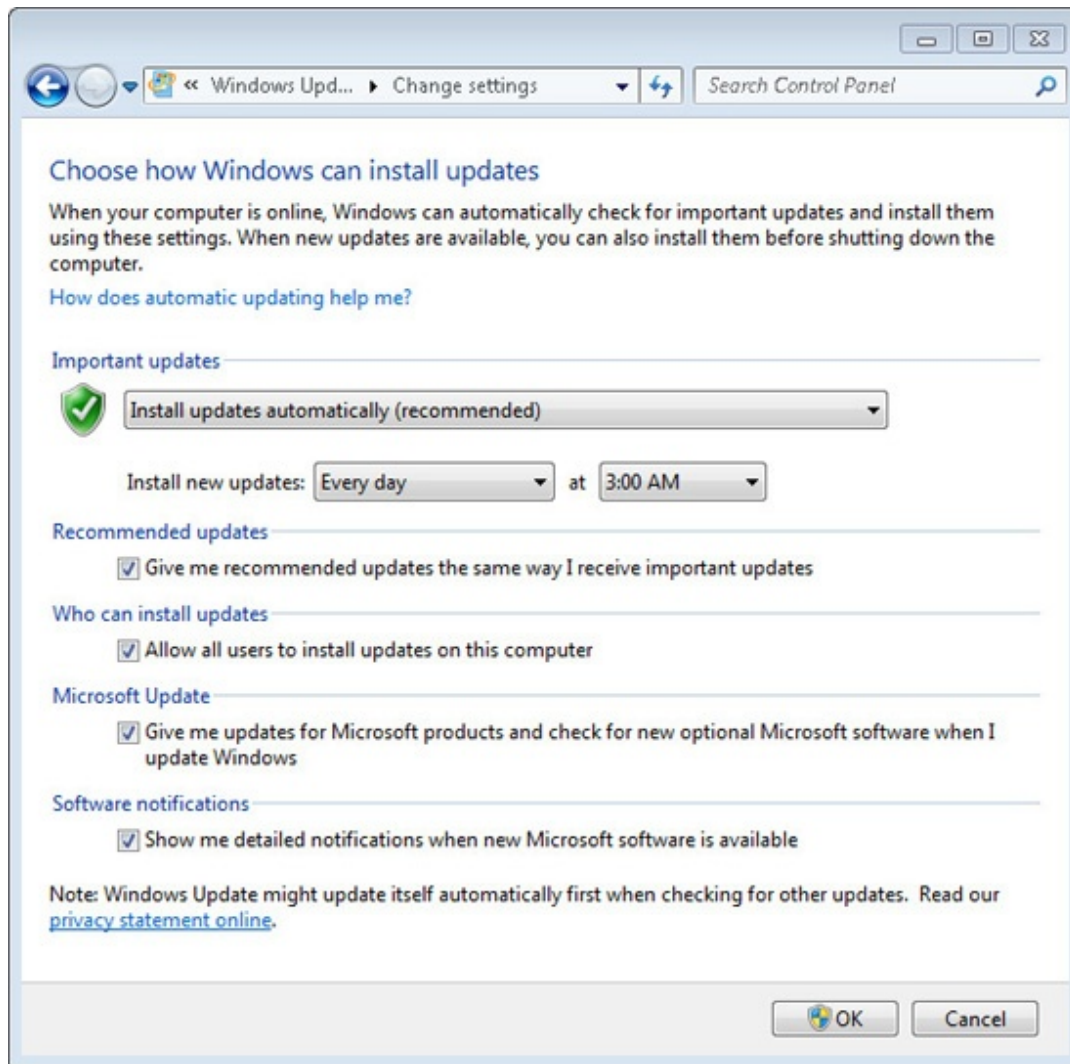 « Windows Upd... ▸ Change settings
Search Control Panel
Choose how Windows can install updates
When your computer is online, Windows can automatically check for important updates and install them
using these settings. When new updates are available, you can also install them before shutting down the
computer.
How does automatic updating help me?
Important updates
Install updates automatically (recommended)
Install new updates: Every day at 3:00 AM
Recommended updates
Give me recommended updates the same way I receive important updates
Who can install updates
Allow all users to install updates on this computer
Microsoft Update
Give me updates for Microsoft products and check for new optional Microsoft software when I
update Windows
Software notifications
Show me detailed notifications when new Microsoft software is available
Note: Windows Update might update itself automatically first when checking for other updates. Read our
privacy statement online.
OK Cancel